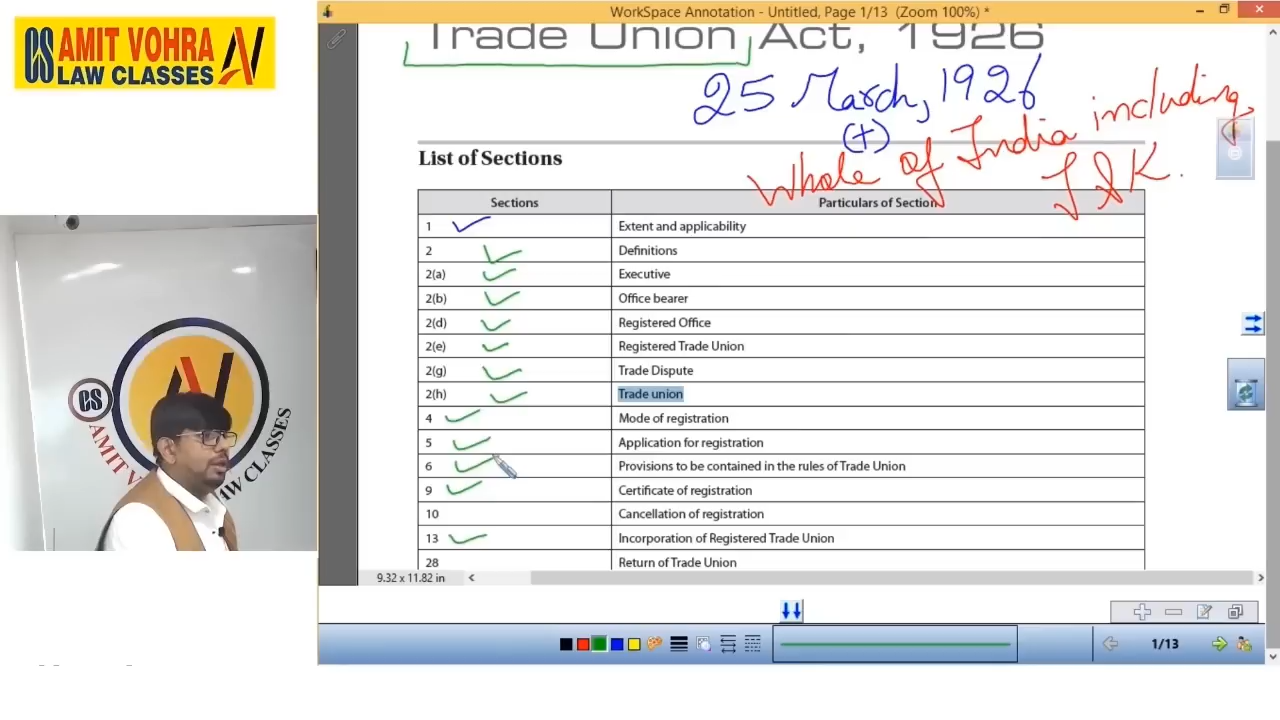 CS AMIT VOHRA
LAW CLASSES
WorkSpace Annotation - Untitled, Page 1/13 (Zoom 100%) *
Trade Union Act, 1926
25 March, 1926
(+)
Whole of India including
J & K.
List of Sections
Sections Particulars of Section
1 Extent and applicability
2 Definitions
2(a) Executive
2(b) Office bearer
2(d) Registered Office
2(e) Registered Trade Union
2(g) Trade Dispute
2(h) Trade union
4 Mode of registration
5 Application for registration
6 Provisions to be contained in the rules of Trade Union
9 Certificate of registration
10 Cancellation of registration
13 Incorporation of Registered Trade Union
28 Return of Trade Union
CS
AMIT V
AW CLASSES
9.32 x 11.82 in
1/13